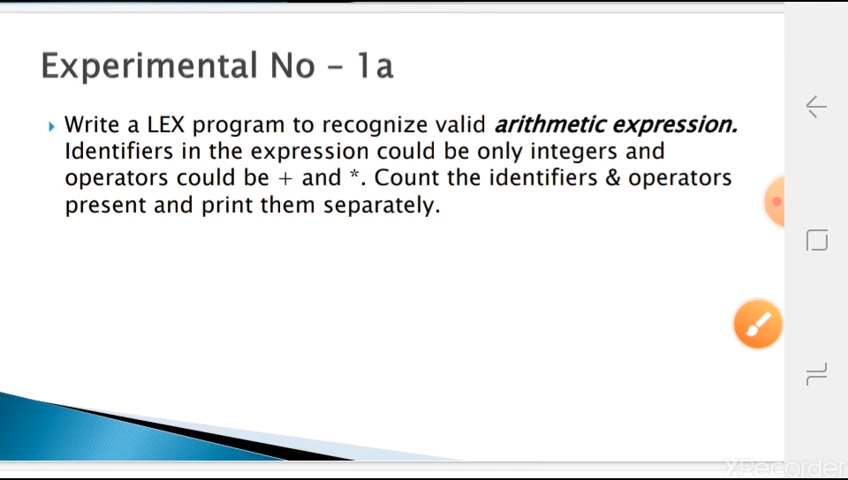 Experimental No – 1a
Write a LEX program to recognize valid arithmetic expression.
Identifiers in the expression could be only integers and
operators could be + and *. Count the identifiers & operators
present and print them separately.
XRecorder